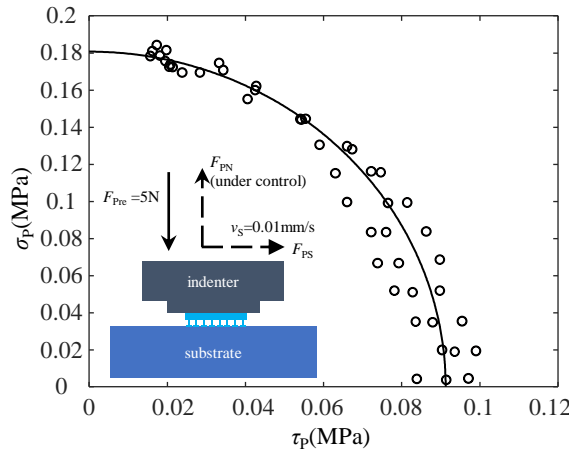 0.2
0.18
0.16
0.14
0.12
0.1
0.08
0.06
0.04
0.02
0
σP(MPa)
FPN
(under control)
FPre =5N
vS=0.01mm/s
FPS
indenter
substrate
0 0.02 0.04 0.06 0.08 0.1 0.12
τP(MPa)